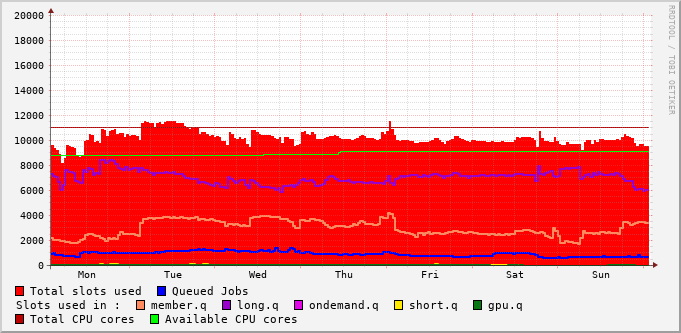 RRDTOOL / TOBI OETIKER
20000
18000
16000
14000
12000
10000
8000
6000
4000
2000
0
Mon Tue Wed Thu Fri Sat Sun
Total slots used Queued Jobs
Slots used in : member.q long.q ondemand.q short.q gpu.q
Total CPU cores Available CPU cores